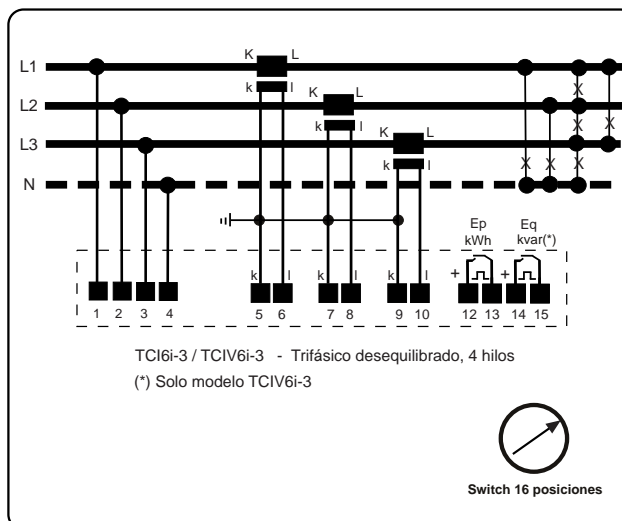 K L
L1
k l
K L
L2
k l
K L
L3
k l
N
X
X
X
X X X
Ep
kWh
Eq
kvar(*)
k l k l k l + +
1 2 3 4 5 6 7 8 9 10 12 13 14 15
TCI6i-3 / TCIV6i-3 - Trifásico desequilibrado, 4 hilos
(*) Solo modelo TCIV6i-3
Switch 16 posiciones